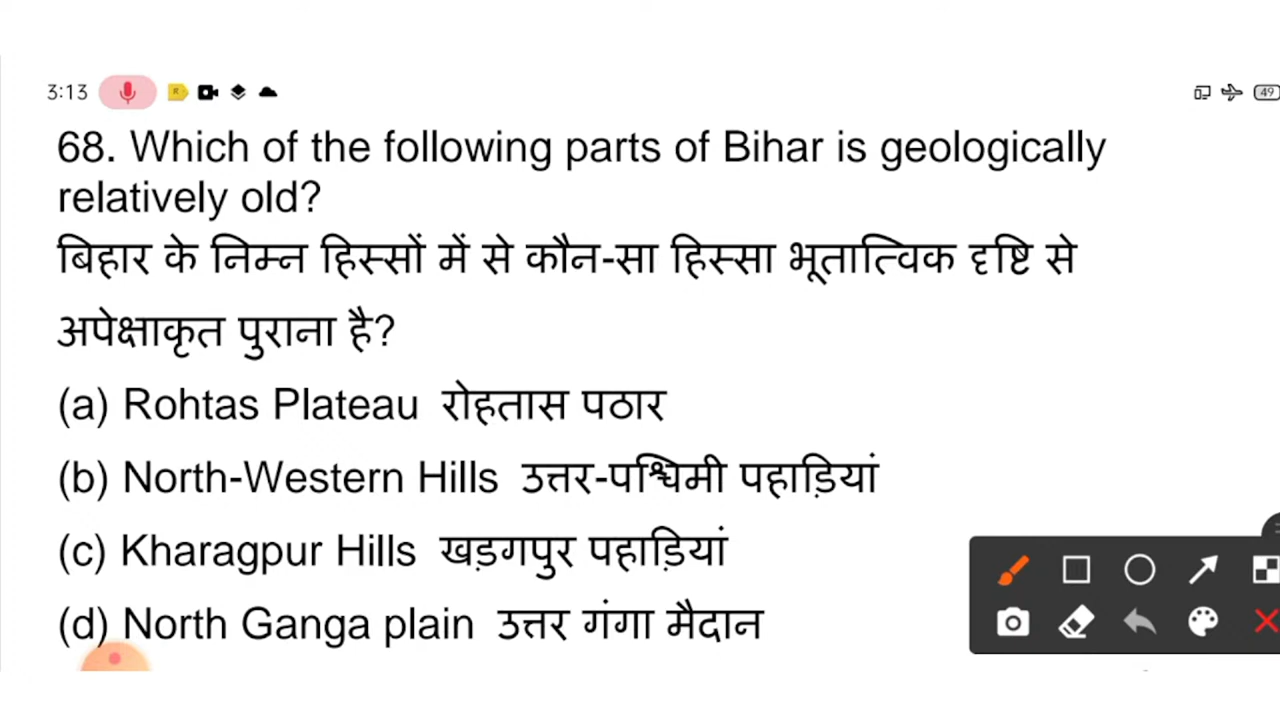 3:13
49
68. Which of the following parts of Bihar is geologically
relatively old?
बिहार के निम्न हिस्सों में से कौन-सा हिस्सा भूतात्विक दृष्टि से
अपेक्षाकृत पुराना है?
(a) Rohtas Plateau रोहतास पठार
(b) North-Western Hills उत्तर-पश्चिमी पहाड़ियां
(c) Kharagpur Hills खड़गपुर पहाड़ियां
(d) North Ganga plain उत्तर गंगा मैदान